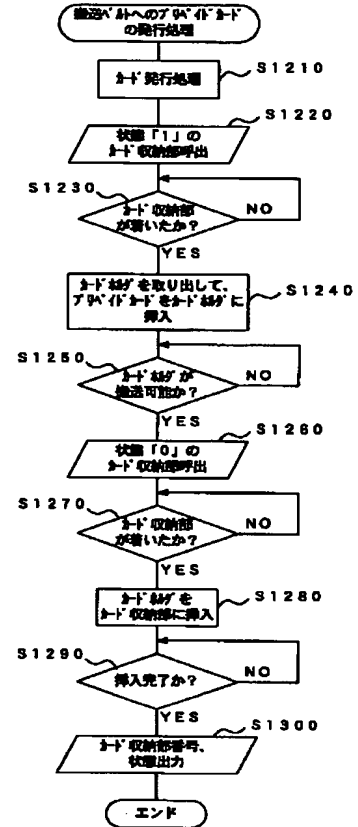 搬送ベルトへのプリペイドカード
の発行処理
S1210
カード発行処理
S1220
状態「1」の
カード収納部呼出
S1230
カード収納部
が着いたか?
NO
YES
カードホルダを取り出して、
プリペイドカードをカードホルダに
挿入
S1240
S1250
カードホルダが
搬送可能か?
NO
YES
S1260
状態「0」の
カード収納部呼出
S1270
カード収納部
が着いたか?
NO
YES
カードホルダを
カード収納部に挿入
S1280
S1290
挿入完了か?
NO
YES
S1300
カード収納部番号、
状態出力
エンド